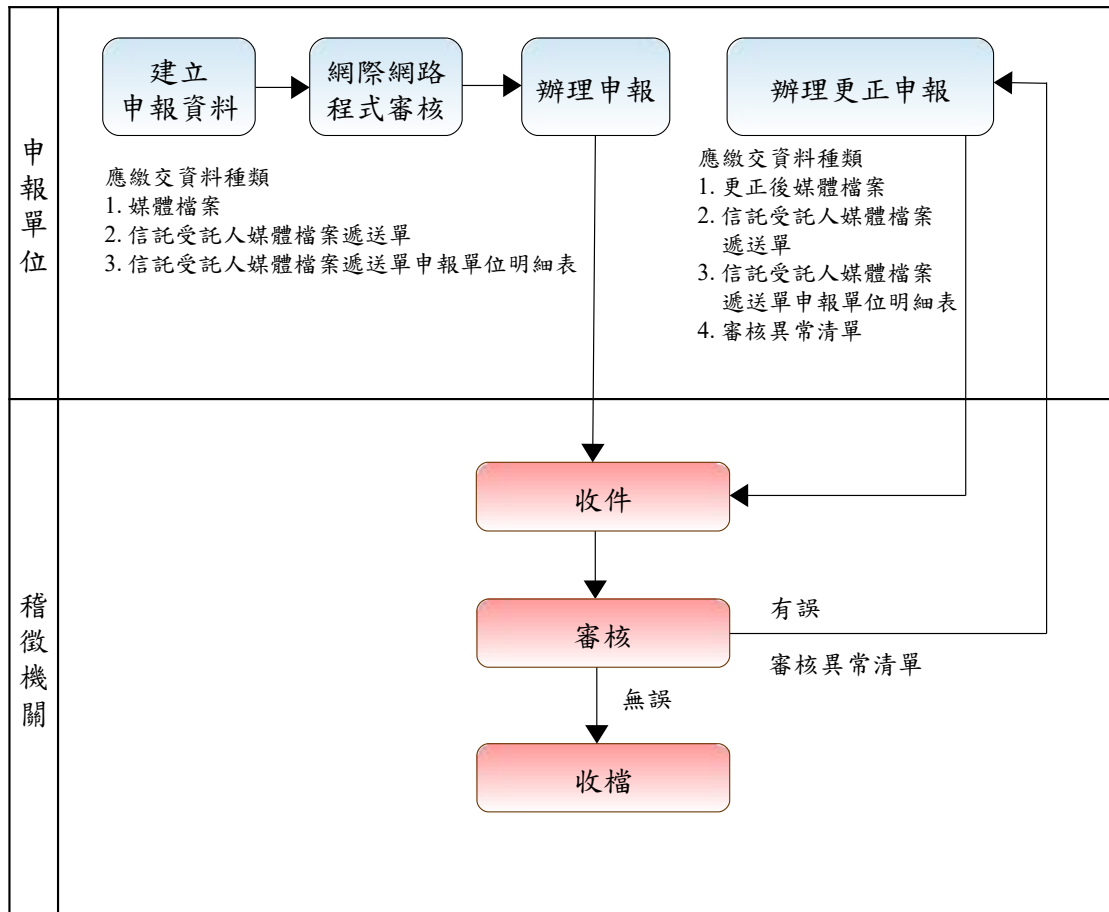 申報單位
建立
申報資料
網際網路
程式審核
辦理申報
辦理更正申報
應繳交資料種類
1. 媒體檔案
2. 信託受託人媒體檔案遞送單
3. 信託受託人媒體檔案遞送單申報單位明細表
應繳交資料種類
1. 更正後媒體檔案
2. 信託受託人媒體檔案
遞送單
3. 信託受託人媒體檔案
遞送單申報單位明細表
4. 審核異常清單
稽徵機關
收件
審核
有誤
審核異常清單
無誤
收檔